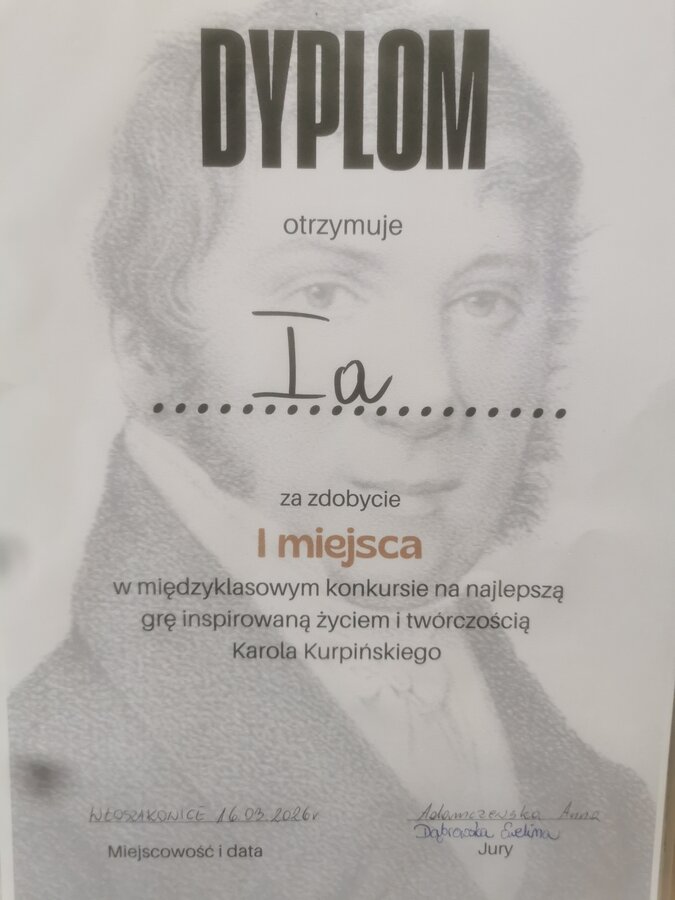 DYPLOM
otrzymuje
I a
za zdobycie
I miejsca
w międzyklasowym konkursie na najlepszą
grę inspirowaną życiem i twórczością
Karola Kurpińskiego
WŁOSZAKOWICE 16.03.2026r
Adamczewska Anna
Dąbrowska Ewelina
Miejscowość i data
Jury